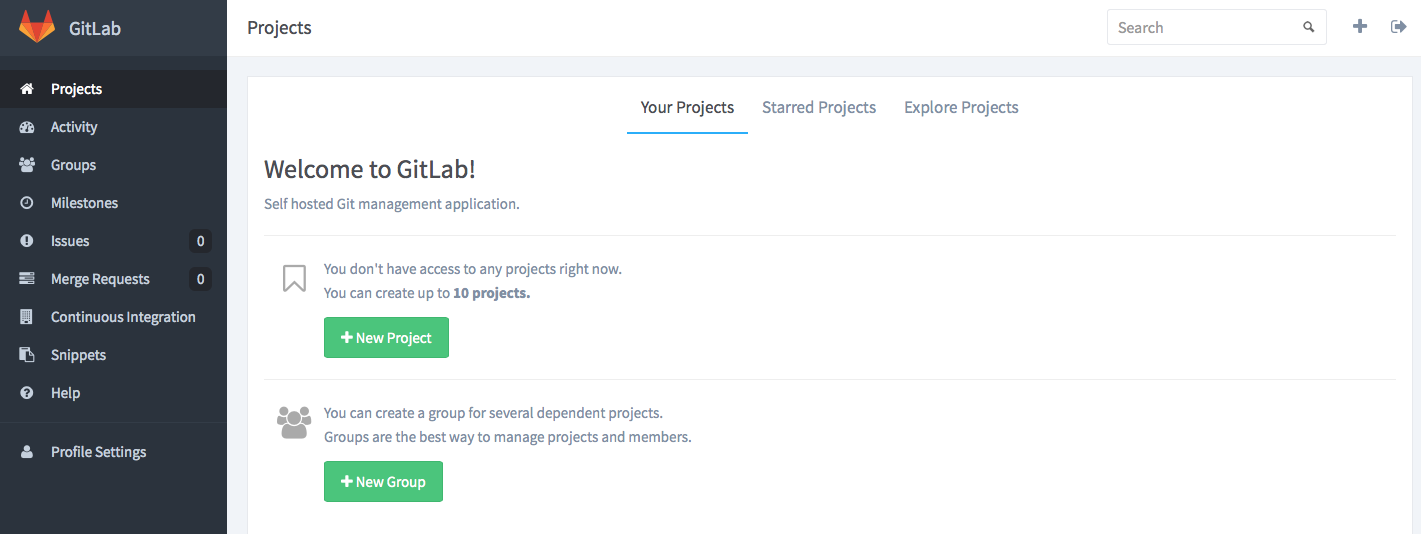 GitLab
Projects
Search
Projects
Activity
Groups
Milestones
Issues 0
Merge Requests 0
Continuous Integration
Snippets
Help
Profile Settings
Your Projects Starred Projects Explore Projects
Welcome to GitLab!
Self hosted Git management application.
You don't have access to any projects right now.
You can create up to 10 projects.
New Project
You can create a group for several dependent projects.
Groups are the best way to manage projects and members.
New Group